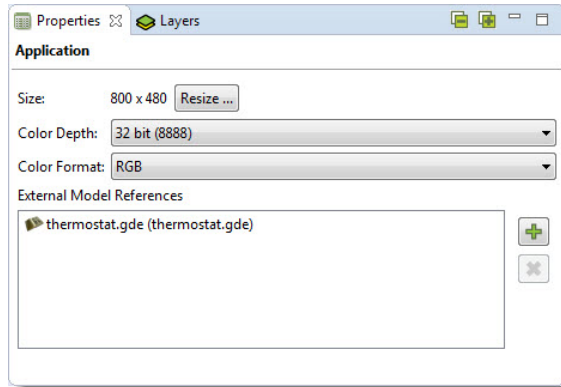 Properties Layers
Application
Size: 800 x 480 Resize ...
Color Depth: 32 bit (8888)
Color Format: RGB
External Model References
thermostat.gde (thermostat.gde)